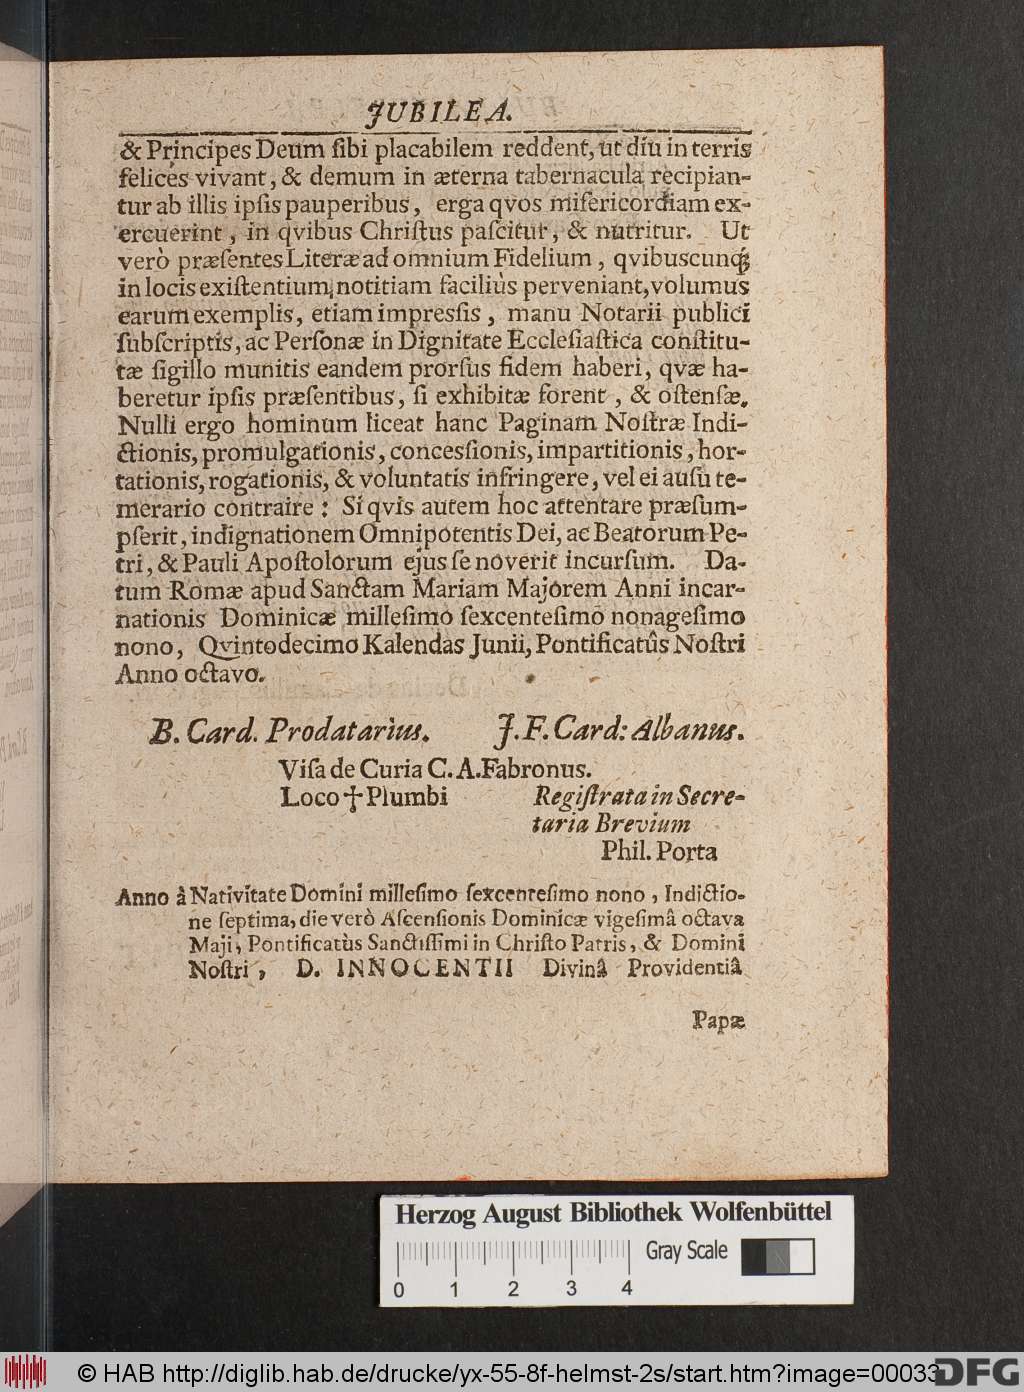 JUBILEA.
& Principes Deum ſibi placabilem reddent, ut diu in terris
felices vivant, & demum in æterna tabernacula recipian-
tur ab illis ipſis pauperibus, erga qvos miſericordiam ex-
ercuerint, in qvibus Chriſtus paſcitur, & nutritur. Ut
verò præſentes Literæ ad omnium Fidelium, qvibuscunqꝫ
in locis exiſtentium, notitiam faciliùs perveniant, volumus
earum exemplis, etiam impreſsis, manu Notarii publici
ſubſcriptis, ac Perſonæ in Dignitate Eccleſiaſtica conſtitu-
tæ ſigillo munitis eandem prorſus fidem haberi, qvæ ha-
beretur ipſis præſentibus, ſi exhibitæ forent, & oſtenſæ.
Nulli ergo hominum liceat hanc Paginam Noſtræ Indi-
ctionis, promulgationis, conceſsionis, impartitionis, hor-
tationis, rogationis, & voluntatis infringere, vel ei auſu te-
merario contraire: Si qvis autem hoc attentare præſum-
pſerit, indignationem Omnipotentis Dei, ac Beatorum Pe-
tri, & Pauli Apoſtolorum ejus ſe noverit incurſum. Da-
tum Romæ apud Sanctam Mariam Majorem Anni incar-
nationis Dominicæ milleſimo ſexcenteſimo nonageſimo
nono, Qvintodecimo Kalendas Junii, Pontificatûs Noſtri
Anno octavo.
B. Card. Prodatarius. J. F. Card: Albanus.
Viſa de Curia C. A. Fabronus.
Loco ✝ Plumbi Regiſtrata in Secre-
taria Brevium
Phil. Porta
Anno â Nativitate Domini milleſimo ſexcenteſimo nono, Indictio-
ne ſeptima, die verò Aſcenſionis Dominicæ vigeſimâ octava
Maji, Pontificatùs Sanctiſſimi in Chriſto Patris, & Domini
Noſtri, D. INNOCENTII Divinâ Providentiâ
Papæ
Herzog August Bibliothek Wolfenbüttel
Gray Scale
0 1 2 3 4
© HAB http://diglib.hab.de/drucke/yx-55-8f-helmst-2s/start.htm?image=00033
DFG